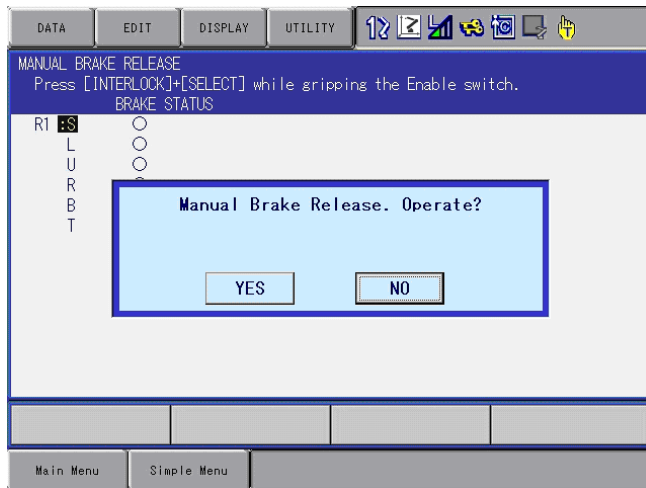 DATA EDIT DISPLAY UTILITY
MANUAL BRAKE RELEASE
Press [INTERLOCK]+[SELECT] while gripping the Enable switch.
BRAKE STATUS
R1 :S
L
U
R
B
T
Manual Brake Release. Operate?
YES NO
Main Menu Simple Menu